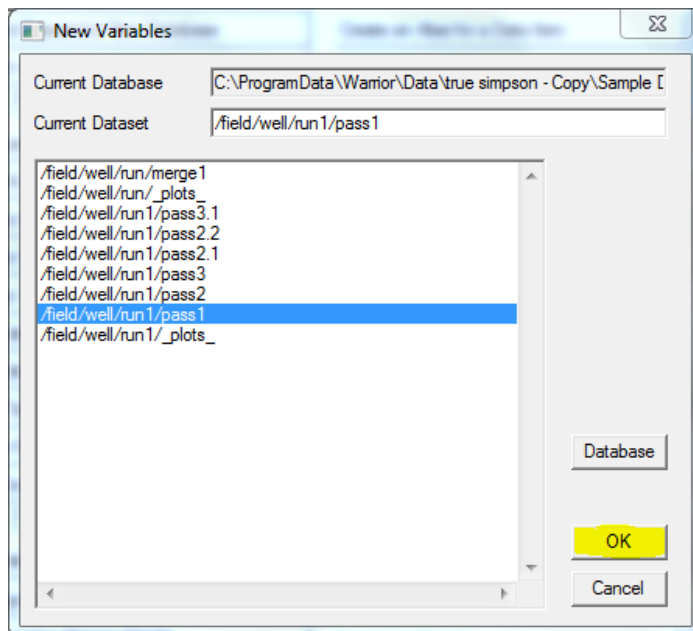 New Variables
Current Database C:\ProgramData\Warrior\Data\true simpson - Copy\Sample D
Current Dataset /field/well/run1/pass1
/field/well/run/merge1
/field/well/run/_plots_
/field/well/run1/pass3.1
/field/well/run1/pass2.2
/field/well/run1/pass2.1
/field/well/run1/pass3
/field/well/run1/pass2
/field/well/run1/pass1
/field/well/run1/_plots_
Database
OK
Cancel